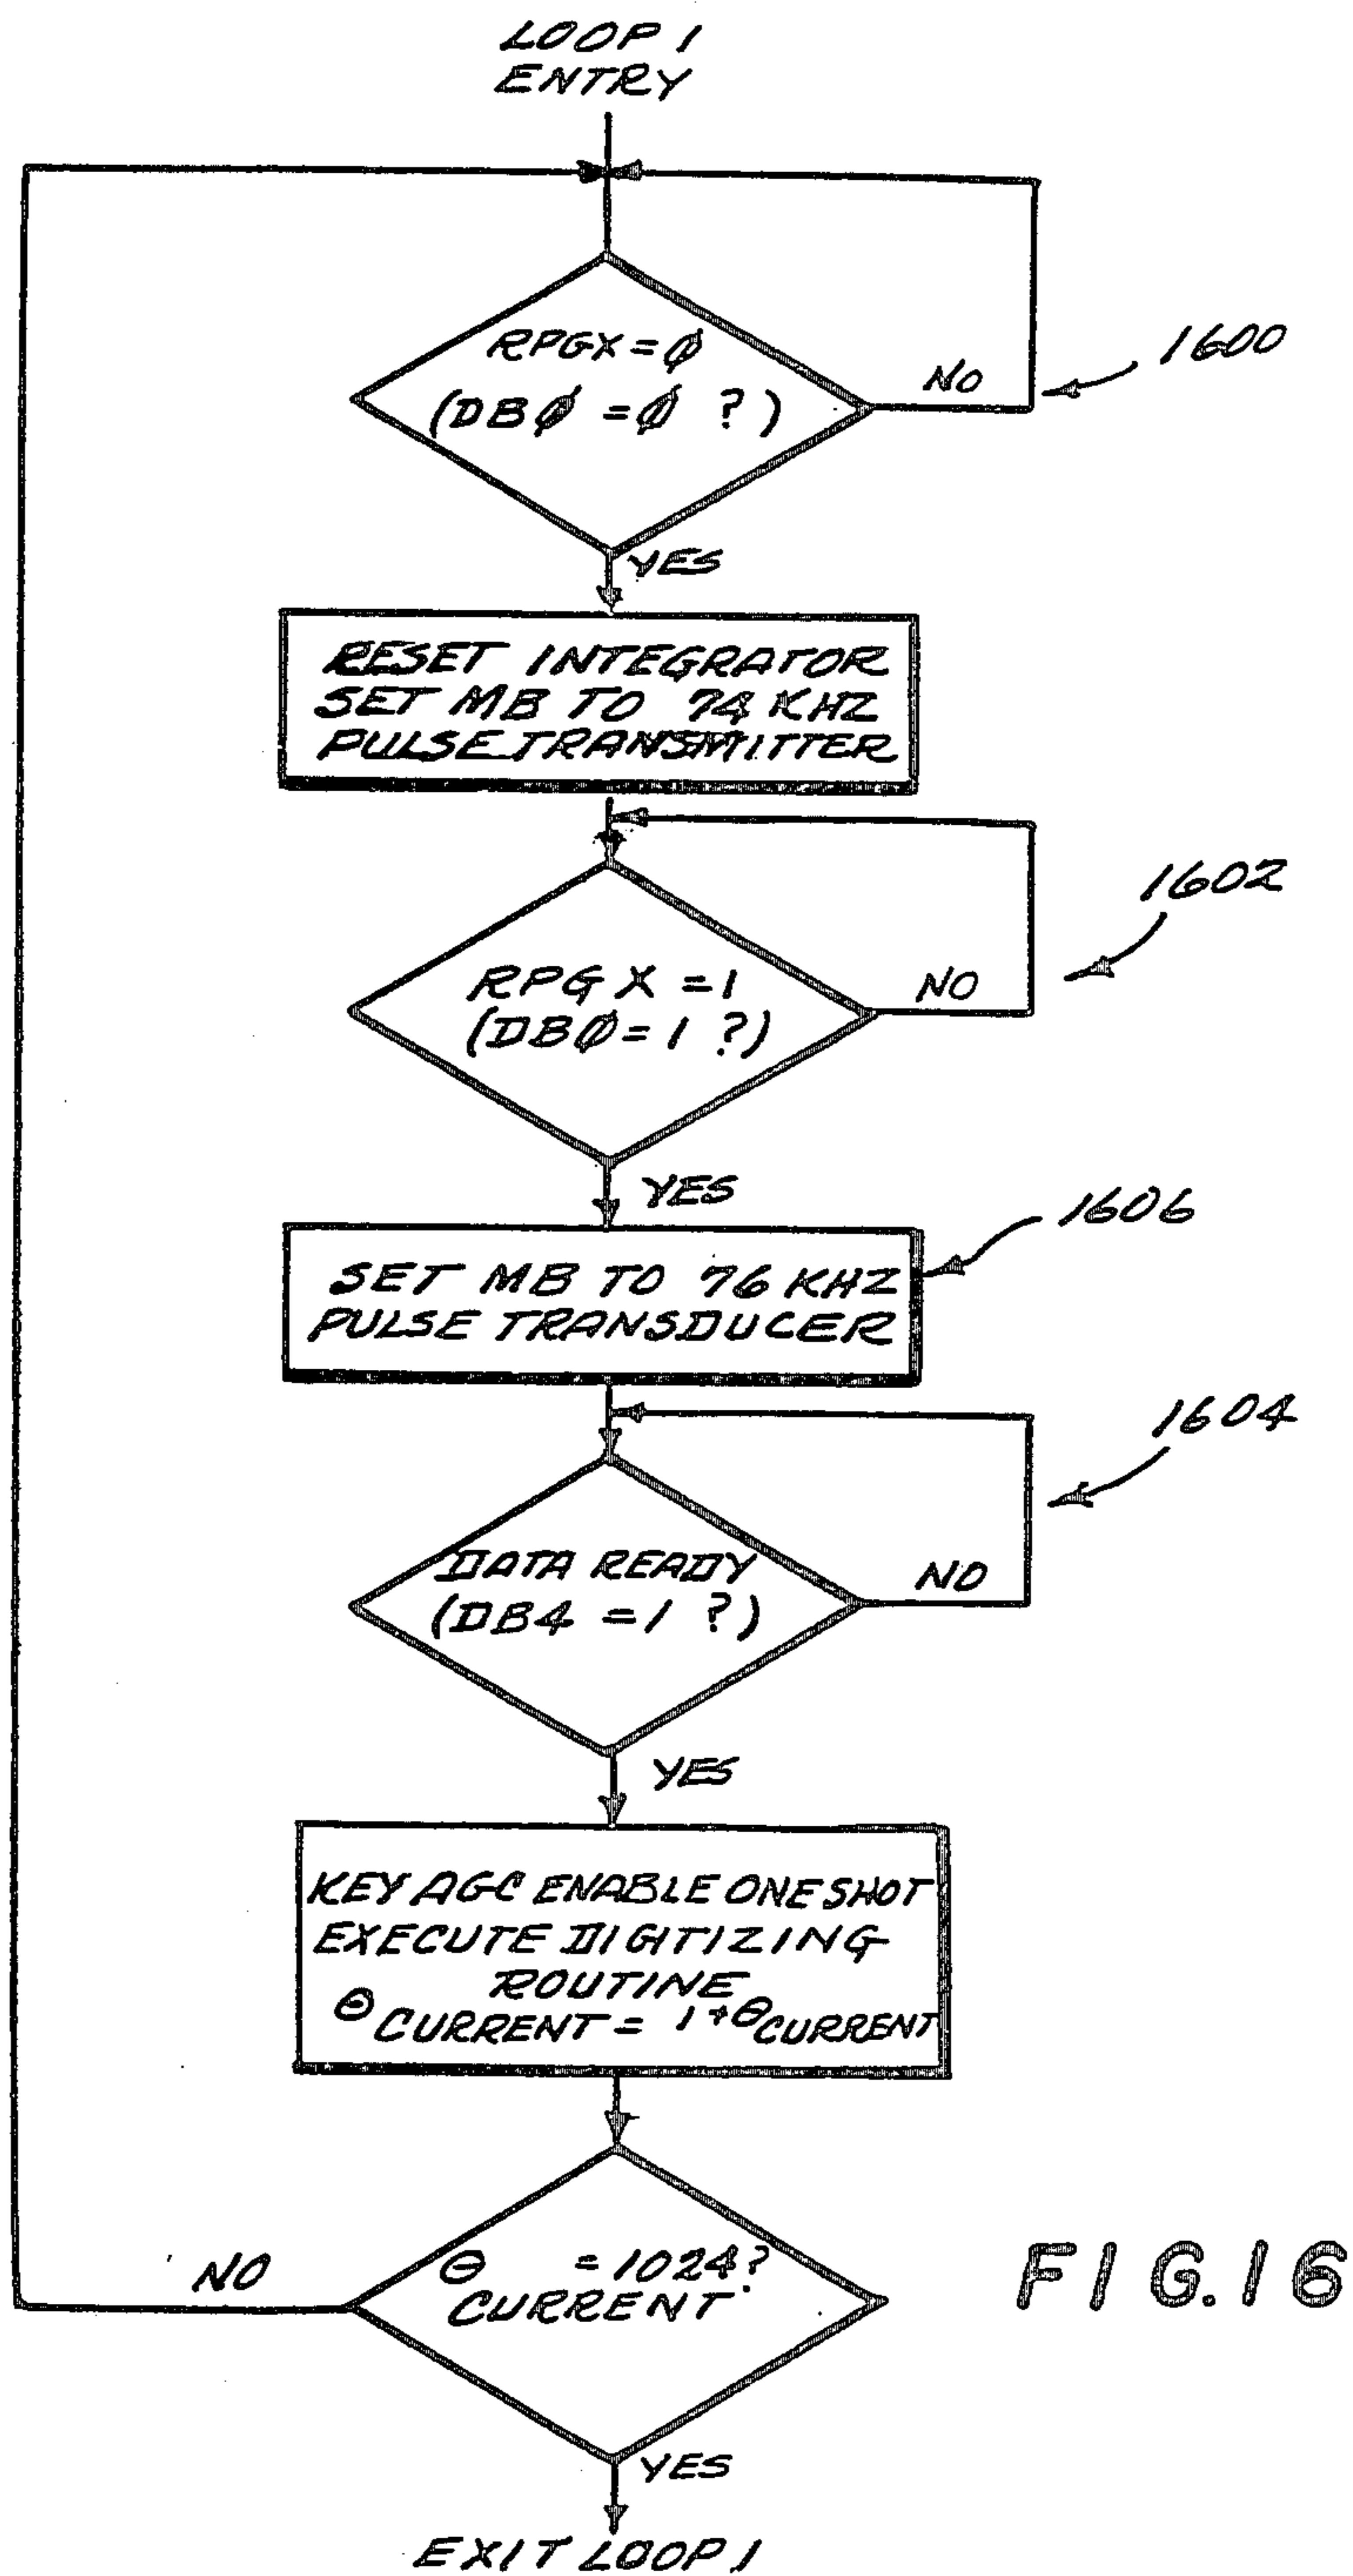 LOOP 1
ENTRY
RPGX=Ø
(DBØ =Ø ?)
NO
1600
YES
RESET INTEGRATOR
SET MB TO 74 KHZ
PULSE TRANSMITTER
1602
RPG X =1
(DBØ=1 ?)
NO
YES
1606
SET MB TO 76 KHZ
PULSE TRANSDUCER
1604
DATA READY
(DB4 =1 ?)
NO
YES
KEY AGC ENABLE ONE SHOT
EXECUTE DIGITIZING
ROUTINE
Θ CURRENT = 1+Θ CURRENT
NO
Θ =1024?
CURRENT
FIG.16
YES
EXIT LOOP 1